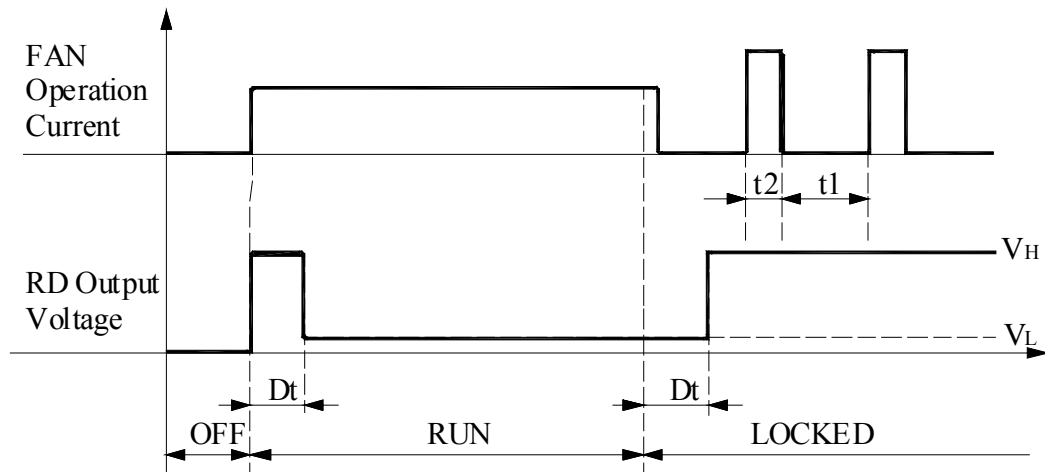 FAN
Operation
Current
t2
t1
VH
RD Output
Voltage
VL
Dt
Dt
OFF
RUN
LOCKED